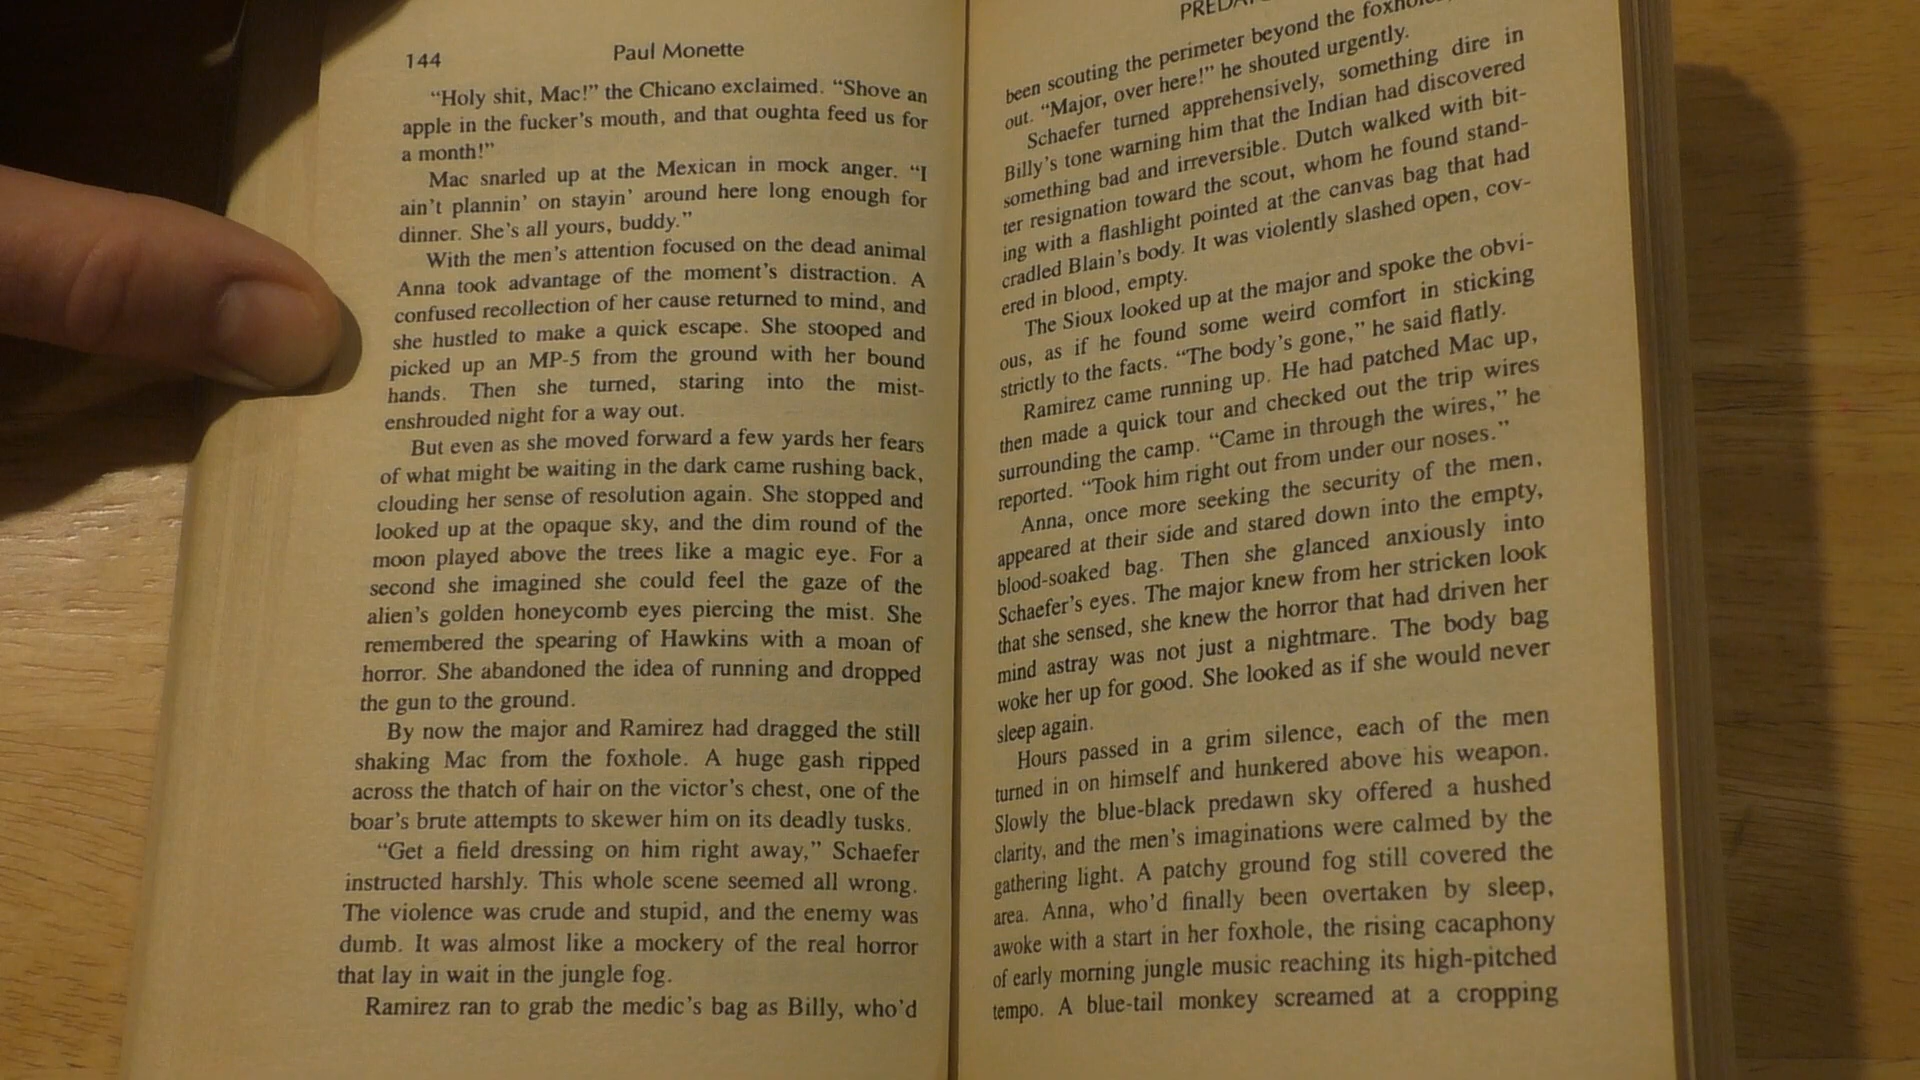 144
Paul Monette
"Holy shit, Mac!" the Chicano exclaimed. "Shove an
apple in the fucker's mouth, and that oughta feed us for
a month!"
Mac snarled up at the Mexican in mock anger. "I
ain't plannin' on stayin' around here long enough for
dinner. She's all yours, buddy."
With the men's attention focused on the dead animal
Anna took advantage of the moment's distraction. A
confused recollection of her cause returned to mind, and
she hustled to make a quick escape. She stooped and
picked up an MP-5 from the ground with her bound
hands. Then she turned, staring into the mist-
enshrouded night for a way out.
But even as she moved forward a few yards her fears
of what might be waiting in the dark came rushing back,
clouding her sense of resolution again. She stopped and
looked up at the opaque sky, and the dim round of the
moon played above the trees like a magic eye. For a
second she imagined she could feel the gaze of the
alien's golden honeycomb eyes piercing the mist. She
remembered the spearing of Hawkins with a moan of
horror. She abandoned the idea of running and dropped
the gun to the ground.
By now the major and Ramirez had dragged the still
shaking Mac from the foxhole. A huge gash ripped
across the thatch of hair on the victor's chest, one of the
boar's brute attempts to skewer him on its deadly tusks.
"Get a field dressing on him right away," Schaefer
instructed harshly. This whole scene seemed all wrong.
The violence was crude and stupid, and the enemy was
dumb. It was almost like a mockery of the real horror
that lay in wait in the jungle fog.
Ramirez ran to grab the medic's bag as Billy, who'd
been scouting the perimeter beyond the
out. "Major, over here!" he shouted urgently.
Schaefer turned apprehensively, something dire in
Billy's tone warning him that the Indian had discovered
something bad and irreversible. Dutch walked with bit-
ter resignation toward the scout, whom he found stand-
ing with a flashlight pointed at the canvas bag that had
cradled Blain's body. It was violently slashed open, cov-
ered in blood, empty.
The Sioux looked up at the major and spoke the obvi-
ous, as if he found some weird comfort in sticking
strictly to the facts. "The body's gone," he said flatly.
Ramirez came running up. He had patched Mac up,
then made a quick tour and checked out the trip wires
surrounding the camp. "Came in through the wires," he
reported. "Took him right out from under our noses."
Anna, once more seeking the security of the men,
appeared at their side and stared down into the empty,
blood-soaked bag. Then she glanced anxiously into
Schaefer's eyes. The major knew from her stricken look
that she sensed, she knew the horror that had driven her
mind astray was not just a nightmare. The body bag
woke her up for good. She looked as if she would never
sleep again.
Hours passed in a grim silence, each of the men
turned in on himself and hunkered above his weapon.
Slowly the blue-black predawn sky offered a hushed
clarity, and the men's imaginations were calmed by the
gathering light. A patchy ground fog still covered the
area. Anna, who'd finally been overtaken by sleep,
awoke with a start in her foxhole, the rising cacaphony
of early morning jungle music reaching its high-pitched
tempo. A blue-tail monkey screamed at a cropping